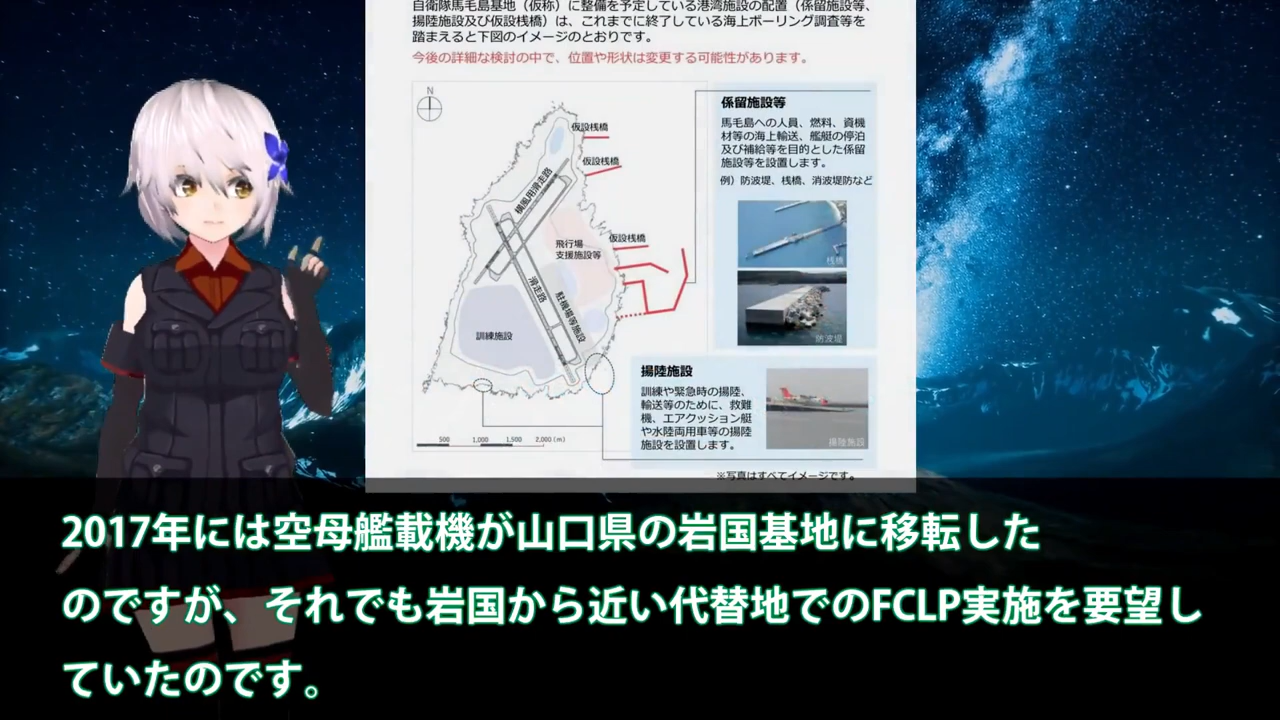 自衛隊馬毛島基地（仮称）に整備を予定している港湾施設の配置（係留施設等、
揚陸施設及び仮設桟橋）は、これまでに終了している海上ボーリング調査等を
踏まえると下図のイメージのとおりです。
今後の詳細な検討の中で、位置や形状は変更する可能性があります。
N
仮設桟橋
仮設桟橋
横風用滑走路
飛行場
支援施設等
仮設桟橋
滑走路
駐機場等施設
訓練施設
500 1,000 1,500 2,000 (m)
係留施設等
馬毛島への人員、燃料、資機
材等の海上輸送、艦艇の停泊
及び補給等を目的とした係留
施設等を設置します。
例）防波堤、桟橋、消波堤防など
桟橋
防波堤
揚陸施設
訓練や緊急時の揚陸、
輸送等のために、救難
機、エアクッション艇
や水陸両用車等の揚陸
施設を設置します。
揚陸施設
※写真はすべてイメージです。
2017年には空母艦載機が山口県の岩国基地に移転した
のですが、それでも岩国から近い代替地でのFCLP実施を要望し
ていたのです。